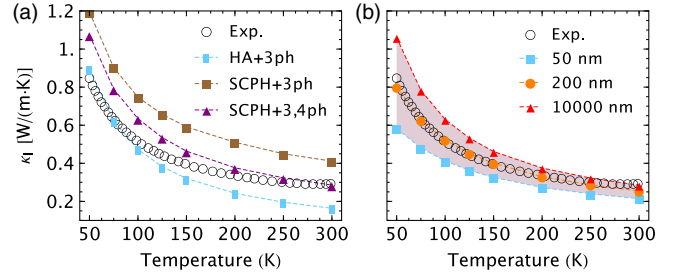 (a)
κ₁ [W/(m·K)]
1.2
1.0
0.8
0.6
0.4
0.2
Exp.
HA+3ph
SCPH+3ph
SCPH+3,4ph
50 100 150 200 250 300
Temperature (K)
(b)
Exp.
50 nm
200 nm
10000 nm
50 100 150 200 250 300
Temperature (K)